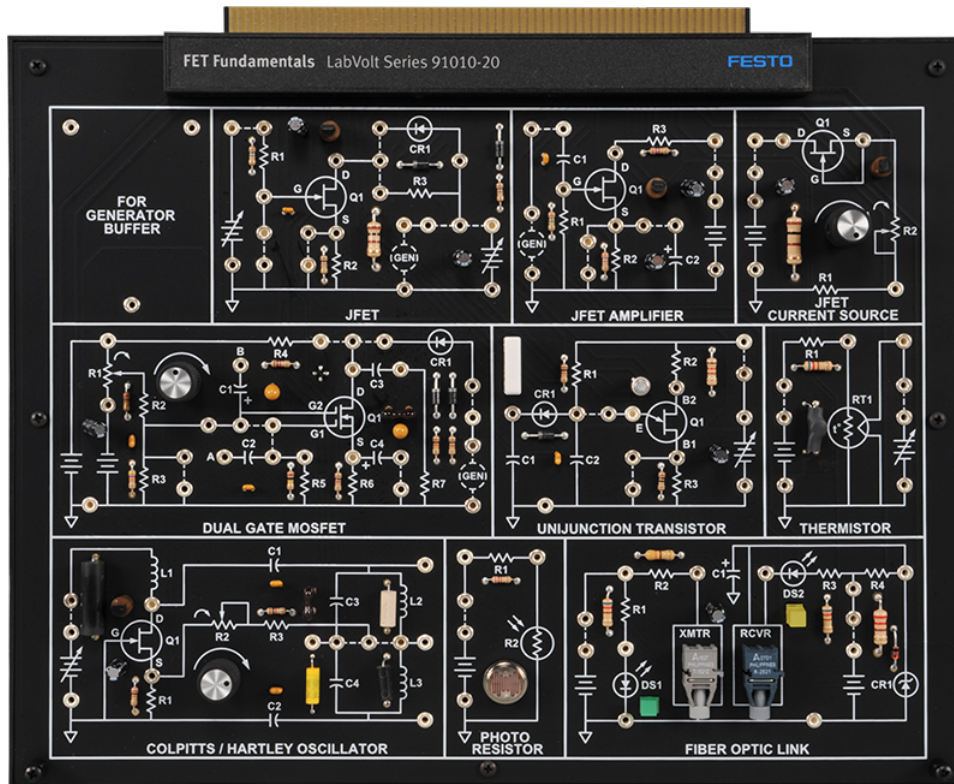 FET Fundamentals LabVolt Series 91010-20
FESTO
FOR
GENERATOR
BUFFER
R1
D
G
Q1
S
R2
CR1
R3
GEN
JFET
C1
R3
D
G
Q1
S
R1
R2
C2
+
GEN
JFET AMPLIFIER
Q1
D
S
G
R2
R1
JFET
CURRENT SOURCE
R1
R2
R3
B
C1
+
A
C2
R4
G2
G1
D
Q1
S
C3
C4
+
R5
R6
R7
CR1
GEN
DUAL GATE MOSFET
CR1
R1
C1
C2
R2
B2
E
Q1
B1
R3
UNIJUNCTION TRANSISTOR
R1
RT1
t°
THERMISTOR
L1
D
G
Q1
S
R1
C1
R2
R3
C2
C3
L2
C4
L3
COLPITTS / HARTLEY OSCILLATOR
R1
R2
PHOTO
RESISTOR
R2
R1
DS1
C1
+
XMTR
RCVR
PHILIPPINES
PHILIPPINES
DS2
R3
R4
CR1
FIBER OPTIC LINK